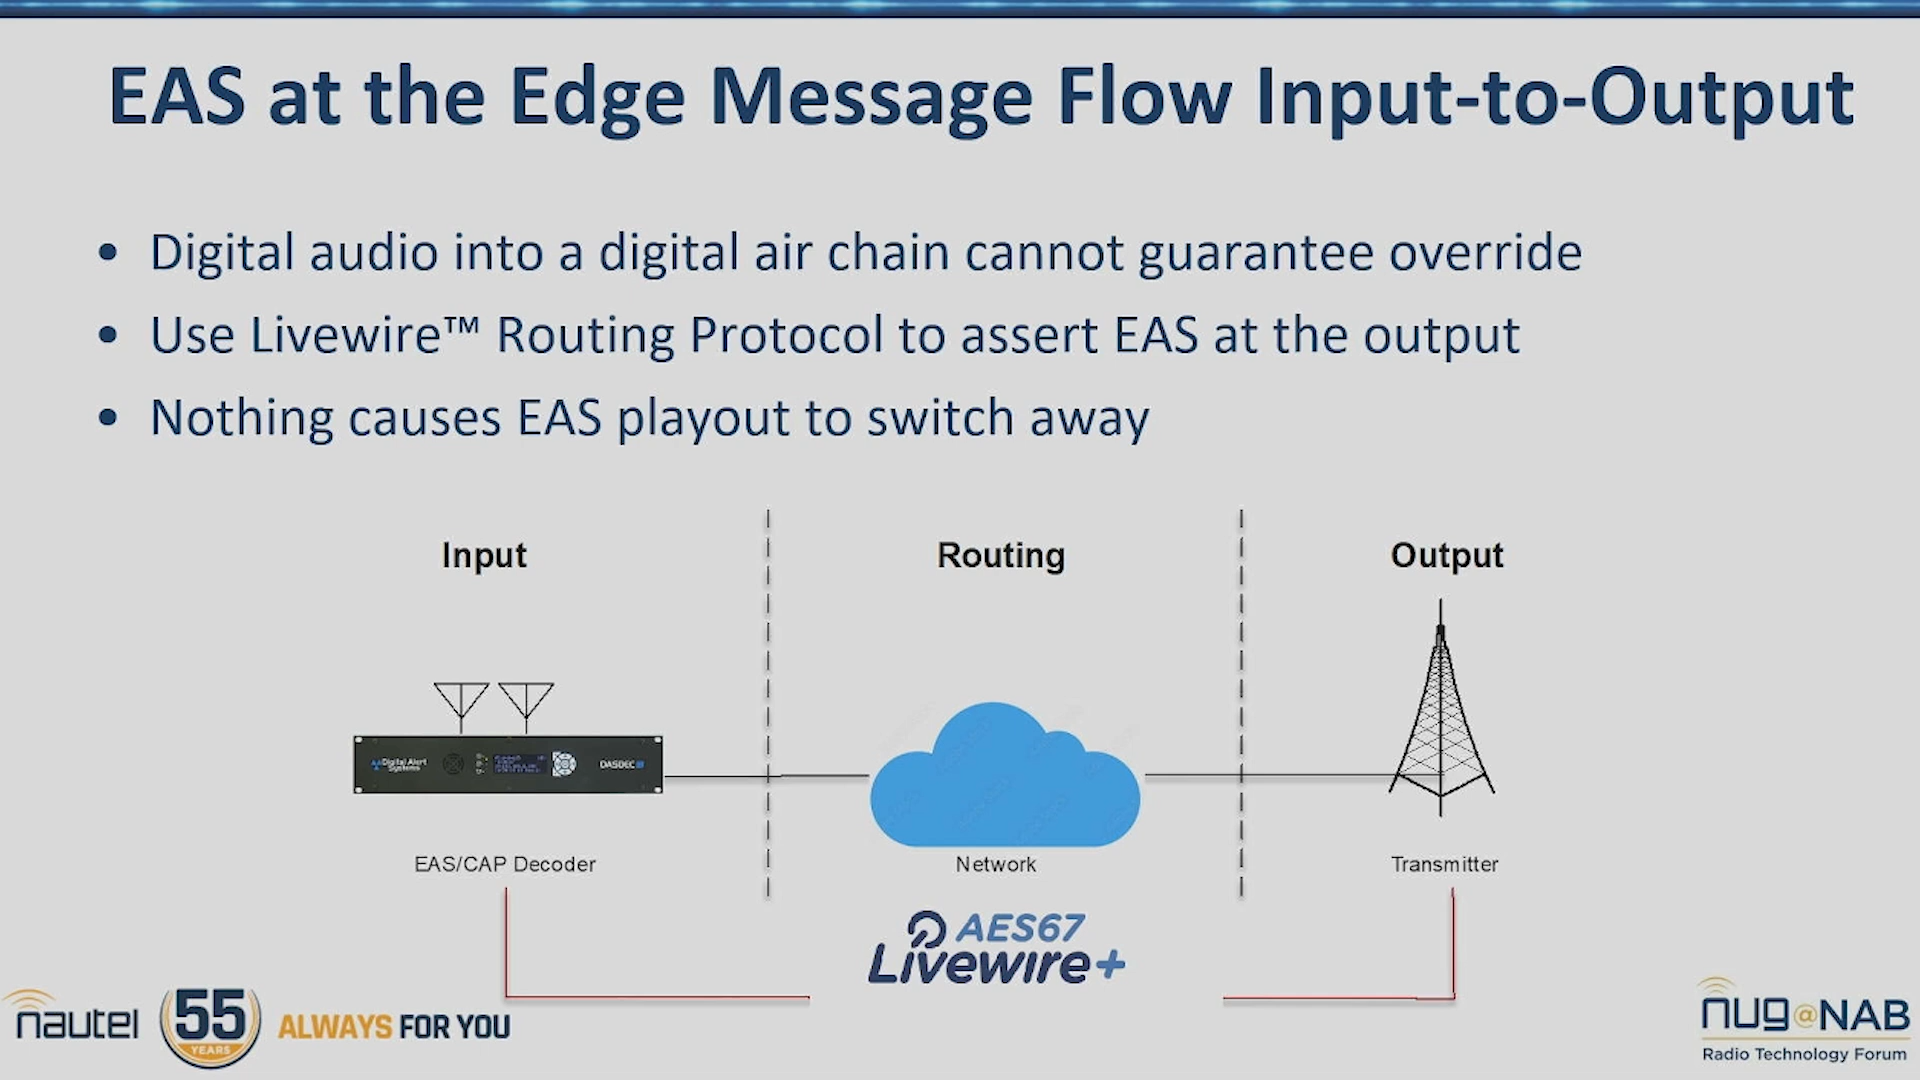 EAS at the Edge Message Flow Input-to-Output
• Digital audio into a digital air chain cannot guarantee override
• Use Livewire™ Routing Protocol to assert EAS at the output
• Nothing causes EAS playout to switch away
Input
Routing
Output
Digital Alert
Systems
DASDEC
EAS/CAP Decoder
Network
Transmitter
AES67
Livewire+
nautel
55
YEARS
ALWAYS FOR YOU
nug@NAB
Radio Technology Forum